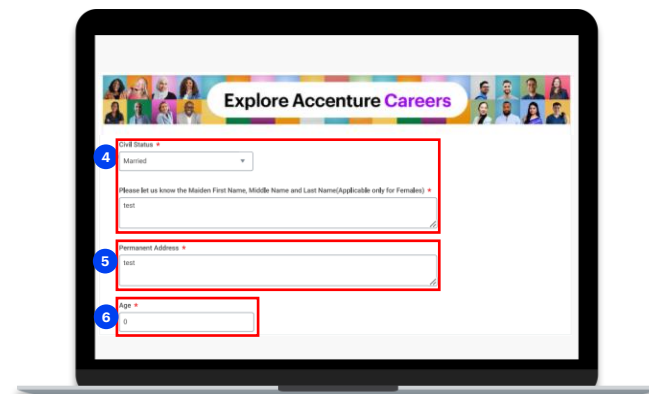 Explore Accenture Careers
4
Civil Status *
Married
Please let us know the Maiden First Name, Middle Name and Last Name(Applicable only for Females) *
test
5
Permanent Address *
test
6
Age *
0